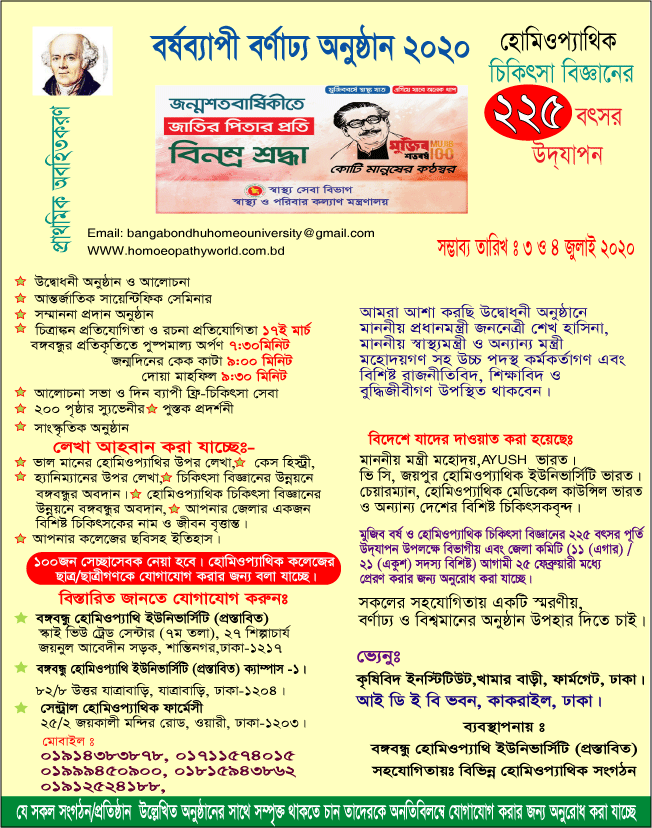 বর্ষব্যাপী বর্ণাঢ্য অনুষ্ঠান ২০২০
হোমিওপ্যাথিক
চিকিৎসা বিজ্ঞানের
২২৫ বৎসর
উদ্‌যাপন
প্রাথমিক অবহিতকরণ
মুজিববর্ষে স্বাস্থ্য খাত
এগিয়ে যাবে অনেক ধাপ
জন্মশতবার্ষিকীতে
জাতির পিতার প্রতি
বিনম্র শ্রদ্ধা
মুজিব MUJIB
শতবর্ষ 100
কোটি মানুষের কণ্ঠস্বর
স্বাস্থ্য সেবা বিভাগ
স্বাস্থ্য ও পরিবার কল্যাণ মন্ত্রণালয়
Email: bangabondhuhomeouniversity@gmail.com
WWW.homoeopathyworld.com.bd
সম্ভাব্য তারিখ ঃ ৩ ও ৪ জুলাই ২০২০
উদ্বোধনী অনুষ্ঠান ও আলোচনা
আন্তর্জাতিক সায়েন্টিফিক সেমিনার
সম্মাননা প্রদান অনুষ্ঠান
চিত্রাঙ্কন প্রতিযোগিতা ও রচনা প্রতিযোগিতা ১৭ই মার্চ
বঙ্গবন্ধুর প্রতিকৃতিতে পুষ্পমাল্য অর্পণ ৭:৩০মিনিট
জন্মদিনের কেক কাটা ৯:০০ মিনিট
দোয়া মাহফিল ৯:৩০ মিনিট
আলোচনা সভা ও দিন ব্যাপী ফ্রি-চিকিৎসা সেবা
২০০ পৃষ্ঠার স্যুভেনীর পুস্তক প্রদর্শনী
সাংস্কৃতিক অনুষ্ঠান
লেখা আহবান করা যাচ্ছেঃ-
ভাল মানের হোমিওপ্যাথির উপর লেখা, কেস হিস্ট্রী,
হ্যানিম্যানের উপর লেখা, চিকিৎসা বিজ্ঞানের উন্নয়নে
বঙ্গবন্ধুর অবদান। হোমিওপ্যাথিক চিকিৎসা বিজ্ঞানের
উন্নয়নে বঙ্গবন্ধুর অবদান, আপনার জেলার একজন
বিশিষ্ট চিকিৎসকের নাম ও জীবন বৃত্তান্ত।
আপনার কলেজের ছবিসহ ইতিহাস।
১০০জন সেচ্ছাসেবক নেয়া হবে। হোমিওপ্যাথিক কলেজের
ছাত্র/ছাত্রীগণকে যোগাযোগ করার জন্য বলা যাচ্ছে।
বিস্তারিত জানতে যোগাযোগ করুনঃ
বঙ্গবন্ধু হোমিওপ্যাথি ইউনিভার্সিটি (প্রস্তাবিত)
স্কাই ভিউ ট্রেড সেন্টার (৭ম তলা), ২৭ শিল্পাচার্য
জয়নুল আবেদীন সড়ক, শান্তিনগর,ঢাকা-১২১৭
বঙ্গবন্ধু হোমিওপ্যাথি ইউনিভার্সিটি (প্রস্তাবিত) ক্যাম্পাস -১।
৮২/৮ উত্তর যাত্রাবাড়ি, যাত্রাবাড়ি, ঢাকা-১২০৪।
সেন্ট্রাল হোমিওপ্যাথিক ফার্মেসী
২৫/২ জয়কালী মন্দির রোড, ওয়ারী, ঢাকা-১২০৩।
মোবাইল ঃ
০১৯১৪৩৮৩৮৭৮, ০১৭১১৫৭৪০১৫
০১৯৯৯৪৫০৯০০, ০১৮১৫৯৪৩৮৬২
০১৯১২৫২৪১৮৮,
আমরা আশা করছি উদ্বোধনী অনুষ্ঠানে
মাননীয় প্রধানমন্ত্রী জননেত্রী শেখ হাসিনা,
মাননীয় স্বাস্থ্যমন্ত্রী ও অন্যান্য মন্ত্রী
মহোদয়গণ সহ উচ্চ পদস্থ কর্মকর্তাগণ এবং
বিশিষ্ট রাজনীতিবিদ, শিক্ষাবিদ ও
বুদ্ধিজীবীগণ উপস্থিত থাকবেন।
বিদেশে যাদের দাওয়াত করা হয়েছেঃ
মাননীয় মন্ত্রী মহোদয়,AYUSH ভারত।
ভি সি, জয়পুর হোমিওপ্যাথিক ইউনিভার্সিটি ভারত।
চেয়ারম্যান, হোমিওপ্যাথিক মেডিকেল কাউন্সিল ভারত
ও অন্যান্য দেশের বিশিষ্ট চিকিৎসকবৃন্দ।
মুজিব বর্ষ ও হোমিওপ্যাথিক চিকিৎসা বিজ্ঞানের ২২৫ বৎসর পূর্তি
উদ্‌যাপন উপলক্ষে বিভাগীয় এবং জেলা কমিটি (১১ (এগার) /
২১ (একুশ) সদস্য বিশিষ্ট) আগামী ২৫ ফেব্রুয়ারী মধ্যে
প্রেরণ করার জন্য অনুরোধ করা যাচ্ছে।
সকলের সহযোগিতায় একটি স্মরণীয়,
বর্ণাঢ্য ও বিশ্বমানের অনুষ্ঠান উপহার দিতে চাই।
ভ্যেনুঃ
কৃষিবিদ ইনস্টিটিউট,খামার বাড়ী, ফার্মগেট, ঢাকা।
আই ডি ই বি ভবন, কাকরাইল, ঢাকা।
ব্যবস্থাপনায় ঃ
বঙ্গবন্ধু হোমিওপ্যাথি ইউনিভার্সিটি (প্রস্তাবিত)
সহযোগিতায়ঃ বিভিন্ন হোমিওপ্যাথিক সংগঠন
যে সকল সংগঠন/প্রতিষ্ঠান উল্লেখিত অনুষ্ঠানের সাথে সম্পৃক্ত থাকতে চান তাদেরকে অনতিবিলম্বে যোগাযোগ করার জন্য অনুরোধ করা যাচ্ছে